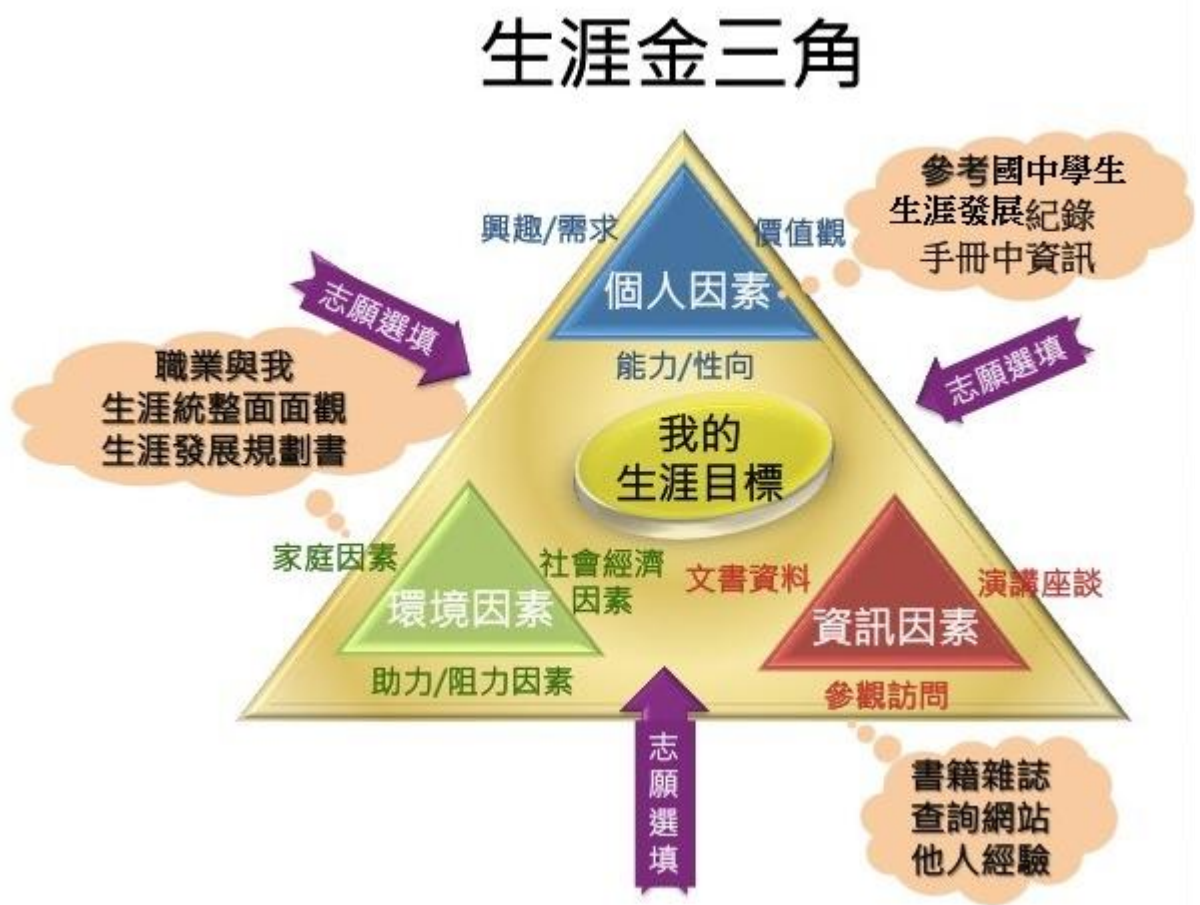 生涯金三角
參考國中學生
生涯發展紀錄
手冊中資訊
興趣/需求
價值觀
個人因素
能力/性向
志願選填
志願選填
職業與我
生涯統整面面觀
生涯發展規劃書
我的
生涯目標
家庭因素
社會經濟
因素
環境因素
助力/阻力因素
文書資料
演講座談
資訊因素
參觀訪問
志願選填
書籍雜誌
查詢網站
他人經驗